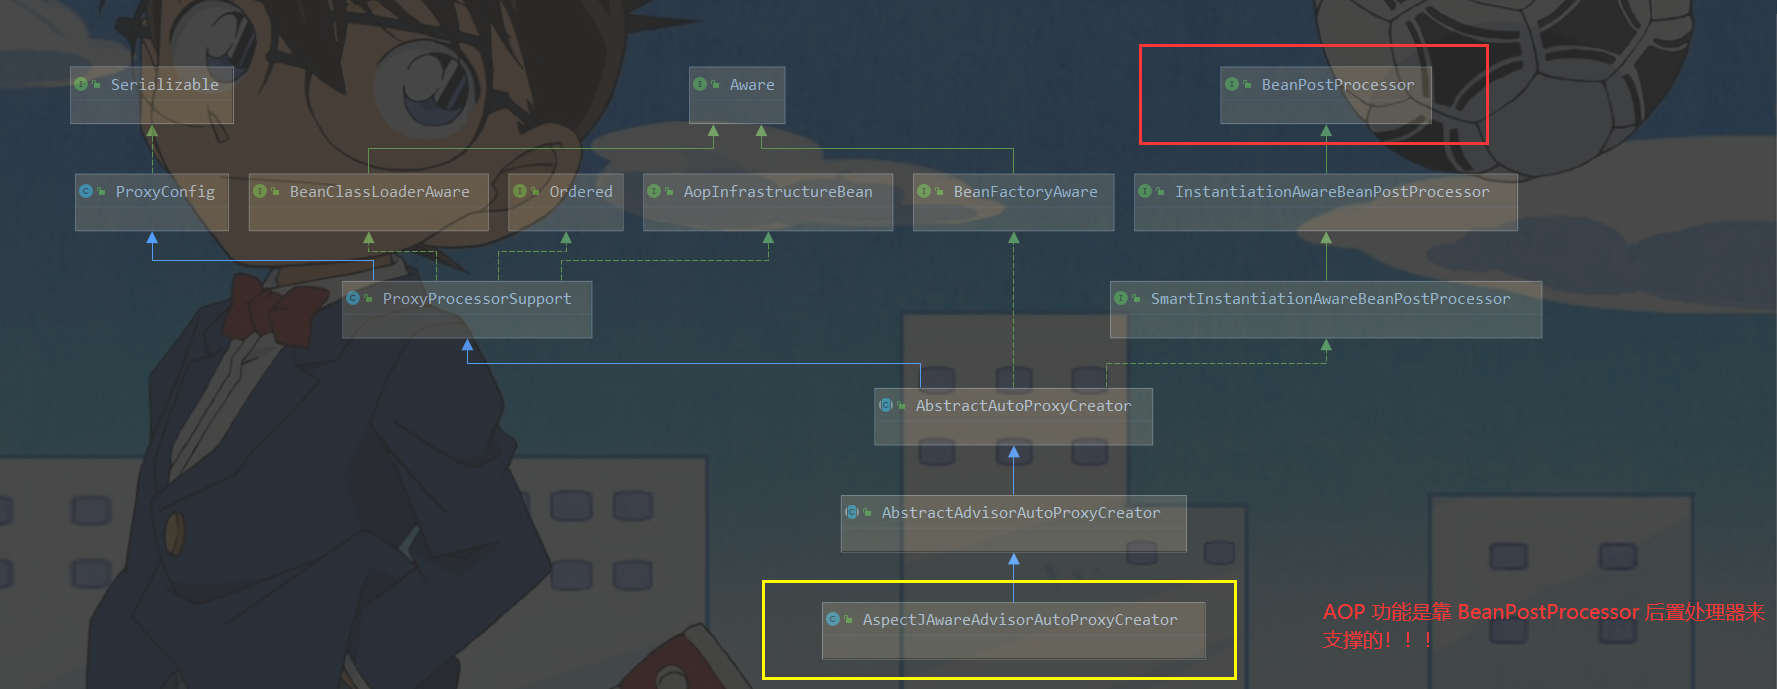 Serializable
Aware
BeanPostProcessor
ProxyConfig
BeanClassLoaderAware
Ordered
AopInfrastructureBean
BeanFactoryAware
InstantiationAwareBeanPostProcessor
ProxyProcessorSupport
SmartInstantiationAwareBeanPostProcessor
AbstractAutoProxyCreator
AbstractAdvisorAutoProxyCreator
AspectJAwareAdvisorAutoProxyCreator
AOP 功能是靠 BeanPostProcessor 后置处理器来
支撑的！！！